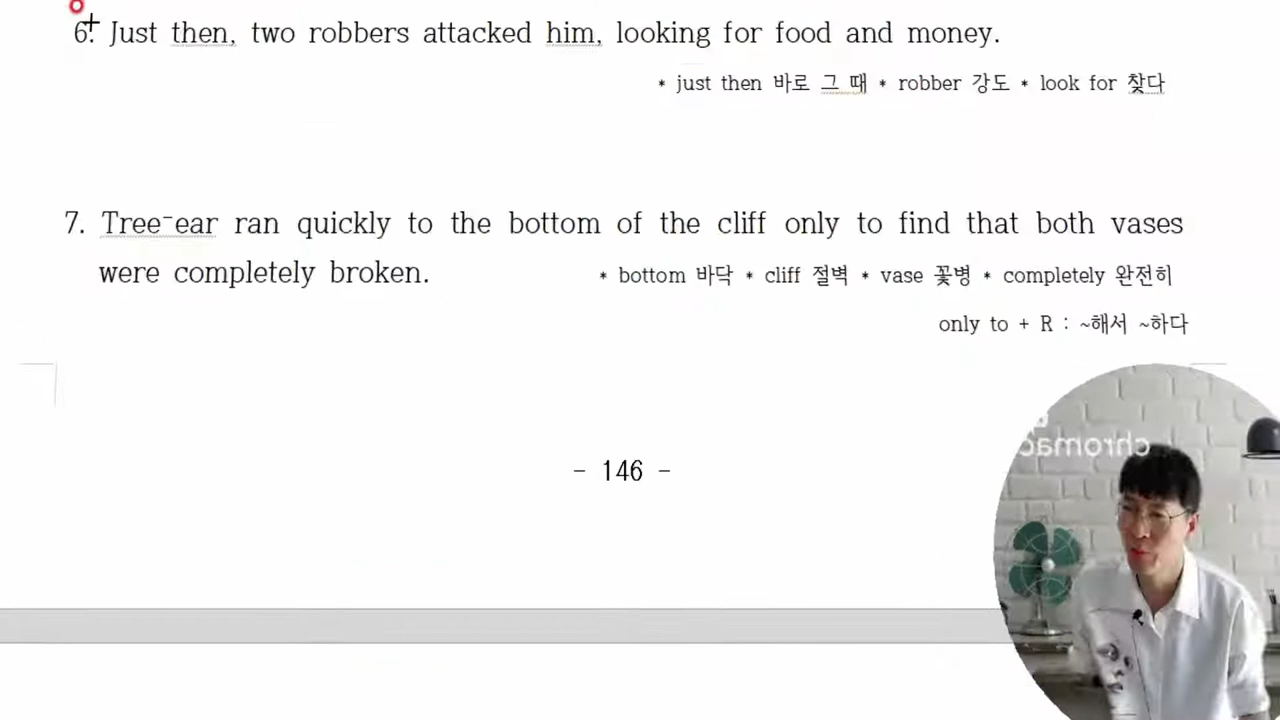 6. Just then, two robbers attacked him, looking for food and money.
* just then 바로 그 때 * robber 강도 * look for 찾다
7. Tree-ear ran quickly to the bottom of the cliff only to find that both vases
were completely broken.
* bottom 바닥 * cliff 절벽 * vase 꽃병 * completely 완전히
only to + R : ~해서 ~하다
- 146 -